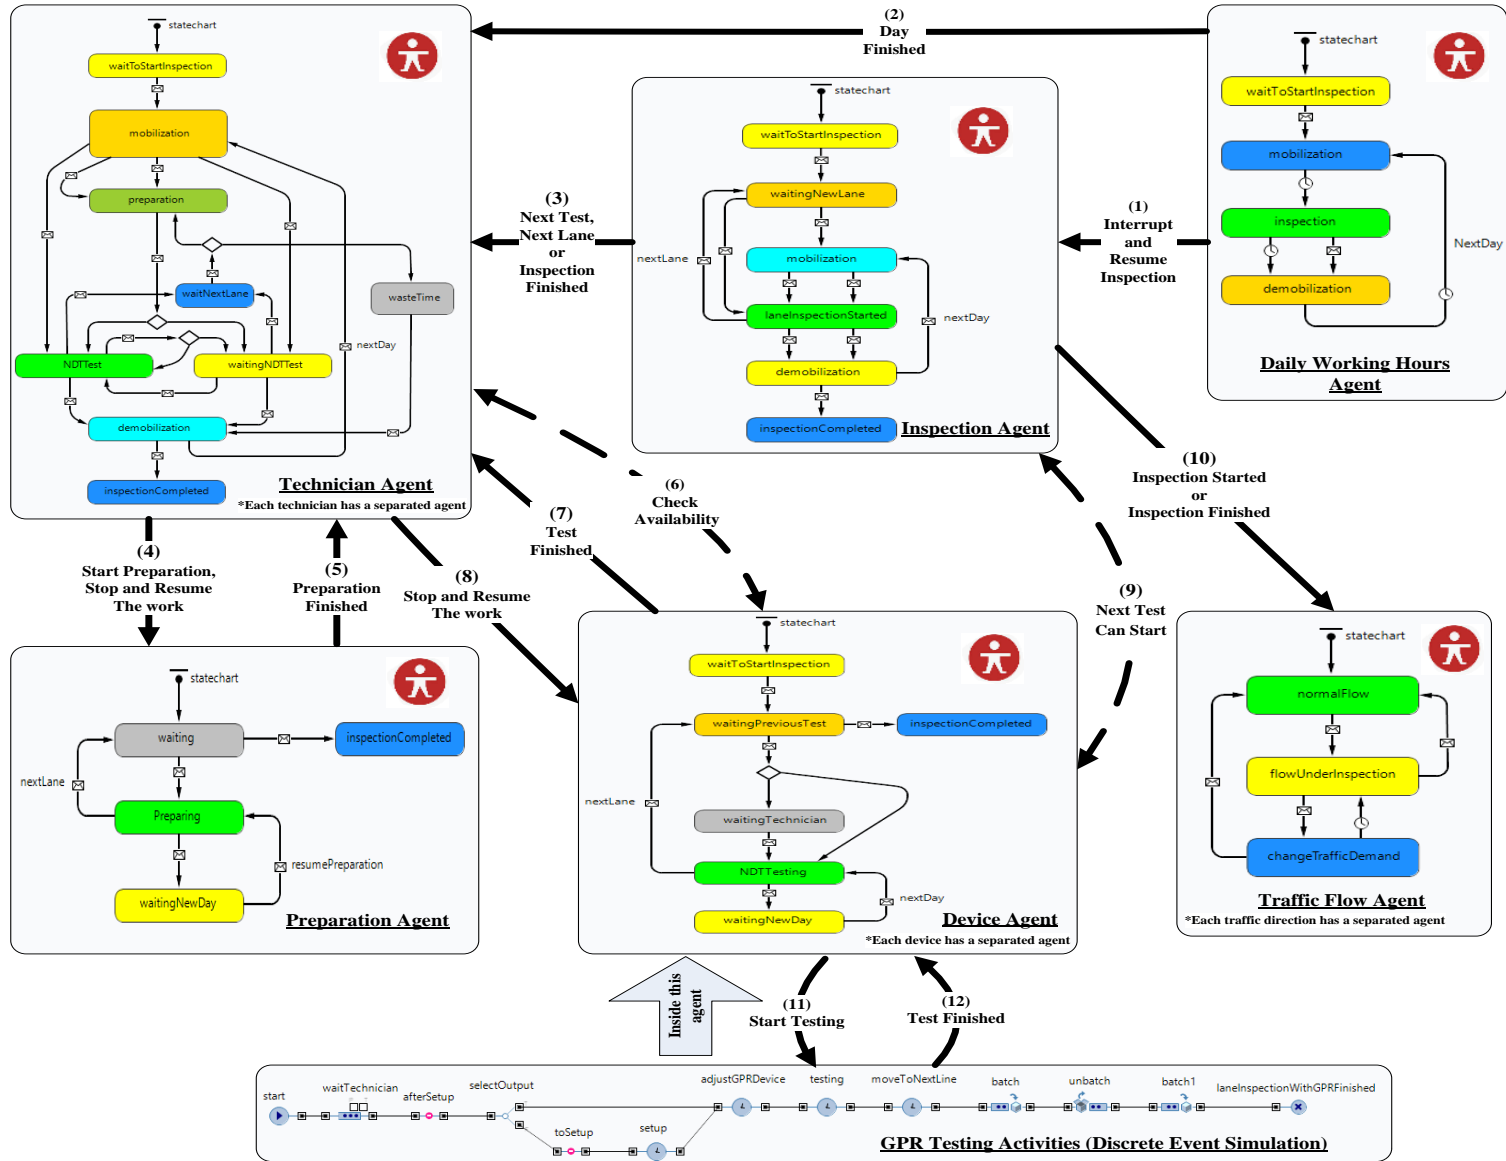 statechart
waitToStartInspection
mobilization
preparation
waitNextLane
wasteTime
nextDay
NDTTest
waitingNDTTest
demobilization
inspectionCompleted
Technician Agent
*Each technician has a separated agent
(2)
Day
Finished
statechart
waitToStartInspection
waitingNewLane
nextLane
mobilization
laneInspectionStarted
nextDay
demobilization
inspectionCompleted
Inspection Agent
(3)
Next Test,
Next Lane
or
Inspection
Finished
(1)
Interrupt
and
Resume
Inspection
statechart
waitToStartInspection
mobilization
inspection
NextDay
demobilization
Daily Working Hours
Agent
(4)
Start Preparation,
Stop and Resume
The work
(5)
Preparation
Finished
(8)
Stop and Resume
The work
(7)
Test
Finished
(6)
Check
Availability
(9)
Next Test
Can Start
(10)
Inspection Started
or
Inspection Finished
statechart
waiting
inspectionCompleted
nextLane
Preparing
resumePreparation
waitingNewDay
Preparation Agent
statechart
waitToStartInspection
waitingPreviousTest
inspectionCompleted
nextLane
waitingTechnician
NDTTesting
nextDay
waitingNewDay
Device Agent
*Each device has a separated agent
statechart
normalFlow
flowUnderInspection
changeTrafficDemand
Traffic Flow Agent
*Each traffic direction has a separated agent
Inside this
agent
(11)
Start Testing
(12)
Test Finished
start
waitTechnician
afterSetup
selectOutput
toSetup
setup
adjustGPRDevice
testing
moveToNextLine
batch
unbatch
batch1
laneInspectionWithGPRFinished
GPR Testing Activities (Discrete Event Simulation)